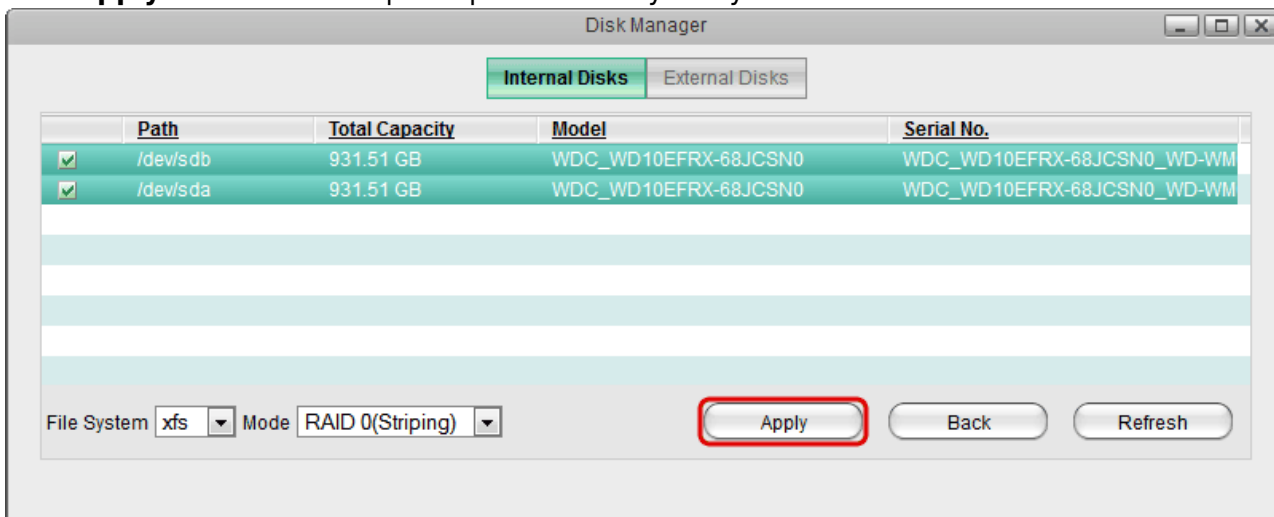 Disk Manager
Internal Disks External Disks
Path Total Capacity Model Serial No.
/dev/sdb 931.51 GB WDC_WD10EFRX-68JCSN0 WDC_WD10EFRX-68JCSN0_WD-WM
/dev/sda 931.51 GB WDC_WD10EFRX-68JCSN0 WDC_WD10EFRX-68JCSN0_WD-WM
File System xfs Mode RAID 0(Striping) Apply Back Refresh